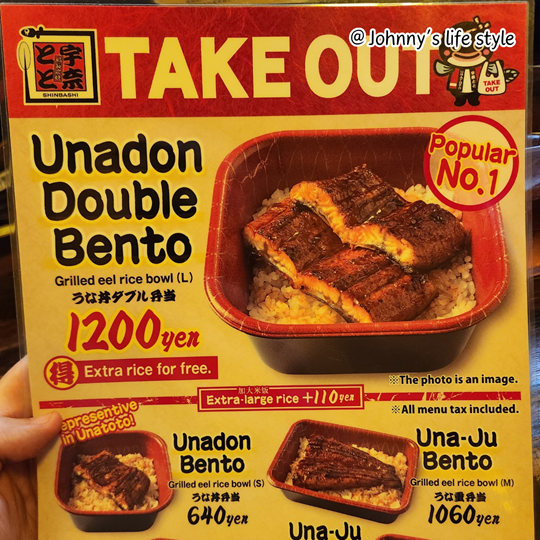 @Johnny's life style
宇奈
とと
SHINBASHI
TAKE OUT
TAKE
OUT
Unadon
Double
Bento
Grilled eel rice bowl (L)
うな丼ダブル弁当
1200yen
得 Extra rice for free.
Popular
No.1
※The photo is an image.
加大米饭
Extra-large rice +110yen
※All menu tax included.
epresentive
in Unatoto!
Unadon
Bento
Grilled eel rice bowl (S)
うな丼弁当
640yen
Una-Ju
Bento
Grilled eel rice bowl (M)
うな重弁当
1060yen
Una-Ju